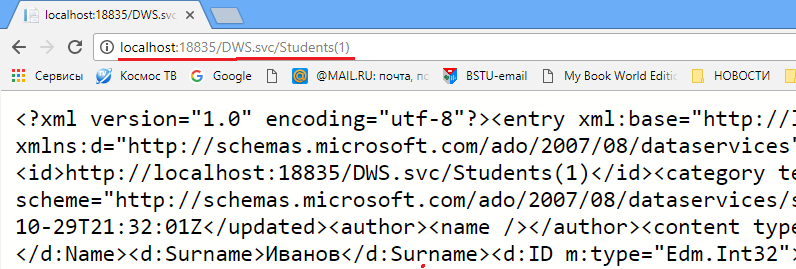 localhost:18835/DWS.svc
localhost:18835/DWS.svc/Students(1)
Сервисы Космос ТВ Google @MAIL.RU: почта, BSTU-email My Book World НОВОСТИ
<?xml version="1.0" encoding="utf-8"?><entry xml:base="http://
xmlns:d="http://schemas.microsoft.com/ado/2007/08/dataservices"
<id>http://localhost:18835/DWS.svc/Students(1)</id><category
scheme="http://schemas.microsoft.com/ado/2007/08/dataservices/
10-29T21:32:01Z</updated><author><name /></author><content
</d:Name><d:Surname>Иванов</d:Surname><d:ID m:type="Edm.Int32">